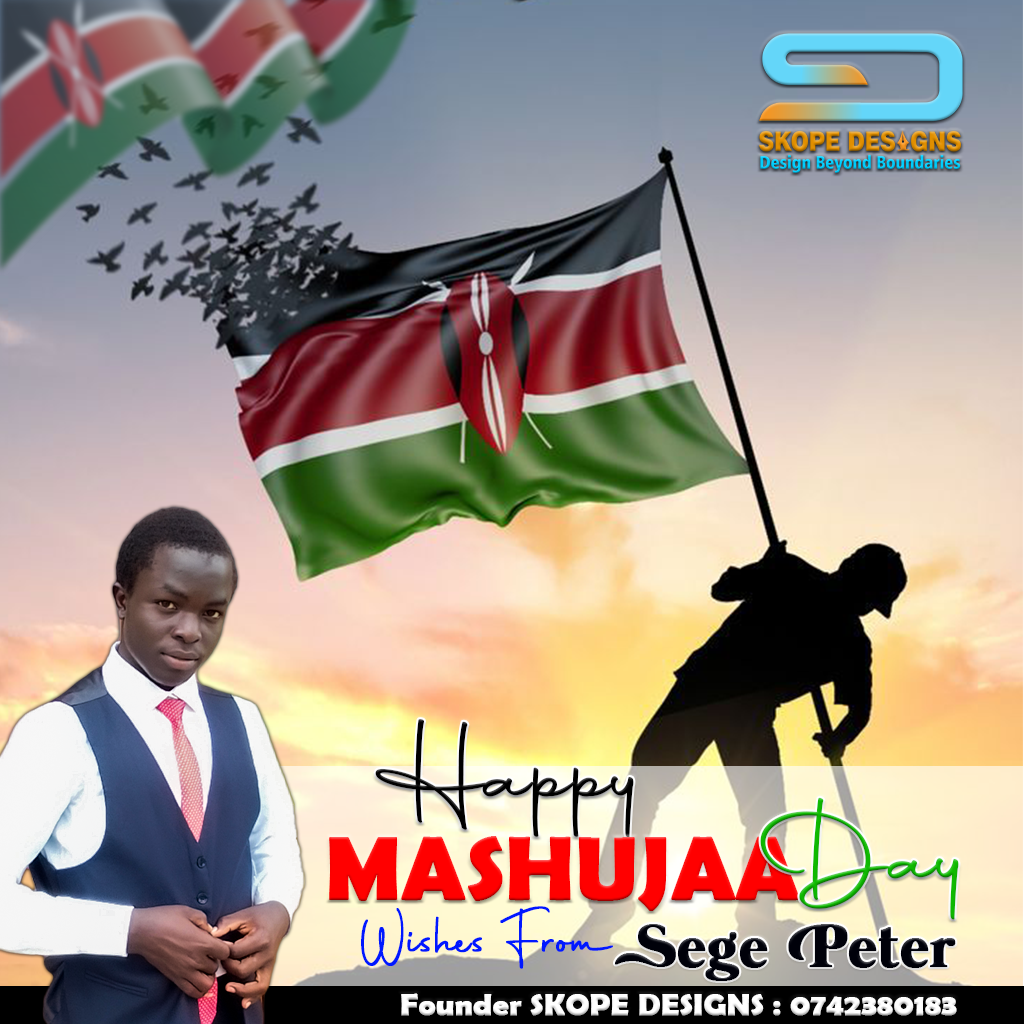 SKOPE DESIGNS
Design Beyond Boundaries
Happy
MASHUJAA Day
Wishes From Sege Peter
Founder SKOPE DESIGNS : 0742380183